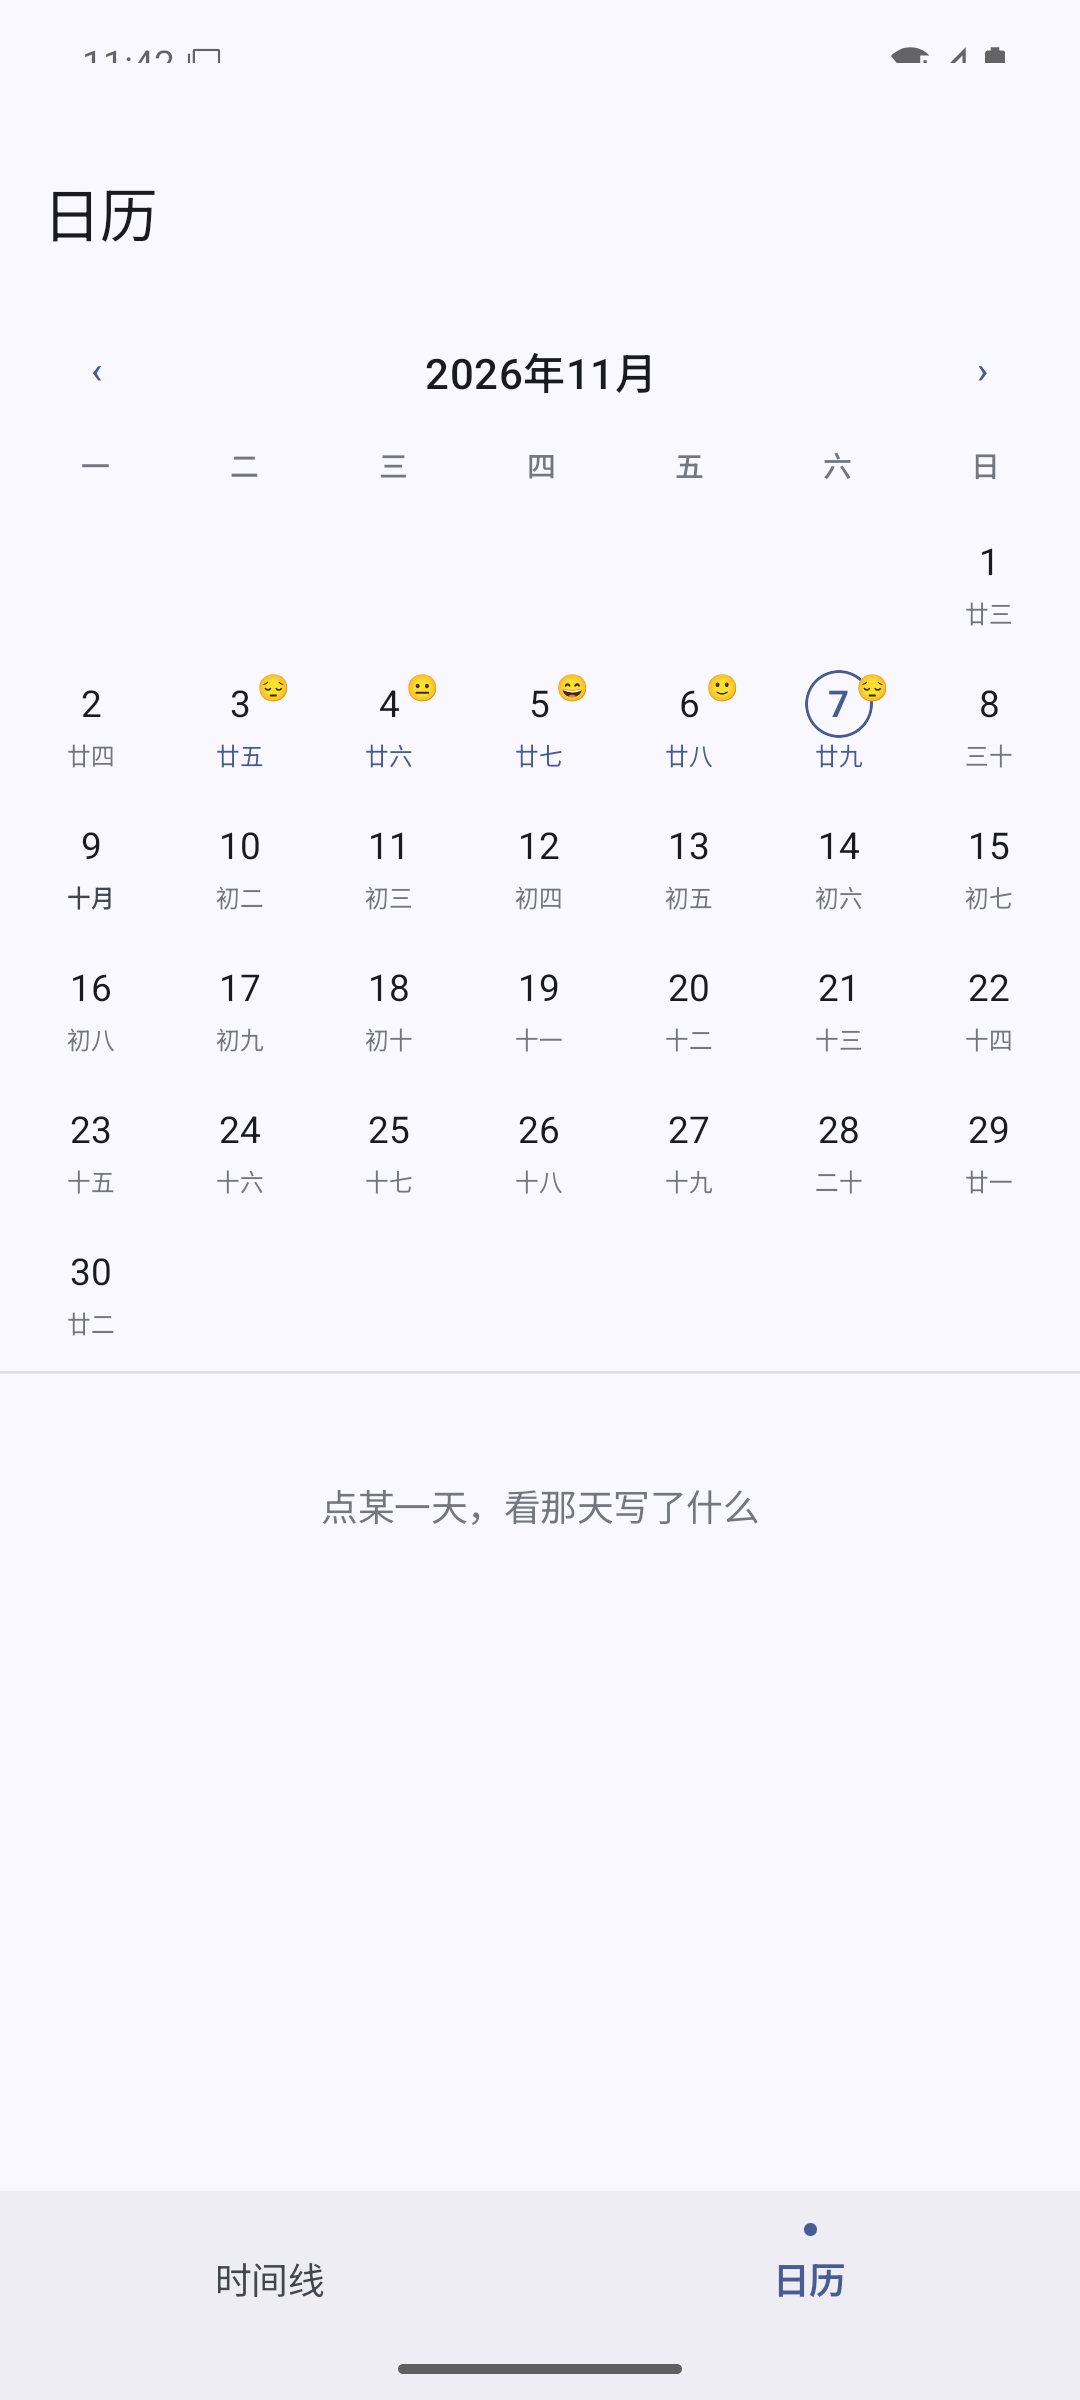 日历
‹ 2026年11月 ›
一 二 三 四 五 六 日
1
廿三
2 3 4 5 6 7 8
廿四 廿五 廿六 廿七 廿八 廿九 三十
9 10 11 12 13 14 15
十月 初二 初三 初四 初五 初六 初七
16 17 18 19 20 21 22
初八 初九 初十 十一 十二 十三 十四
23 24 25 26 27 28 29
十五 十六 十七 十八 十九 二十 廿一
30
廿二
点某一天，看那天写了什么
时间线 日历